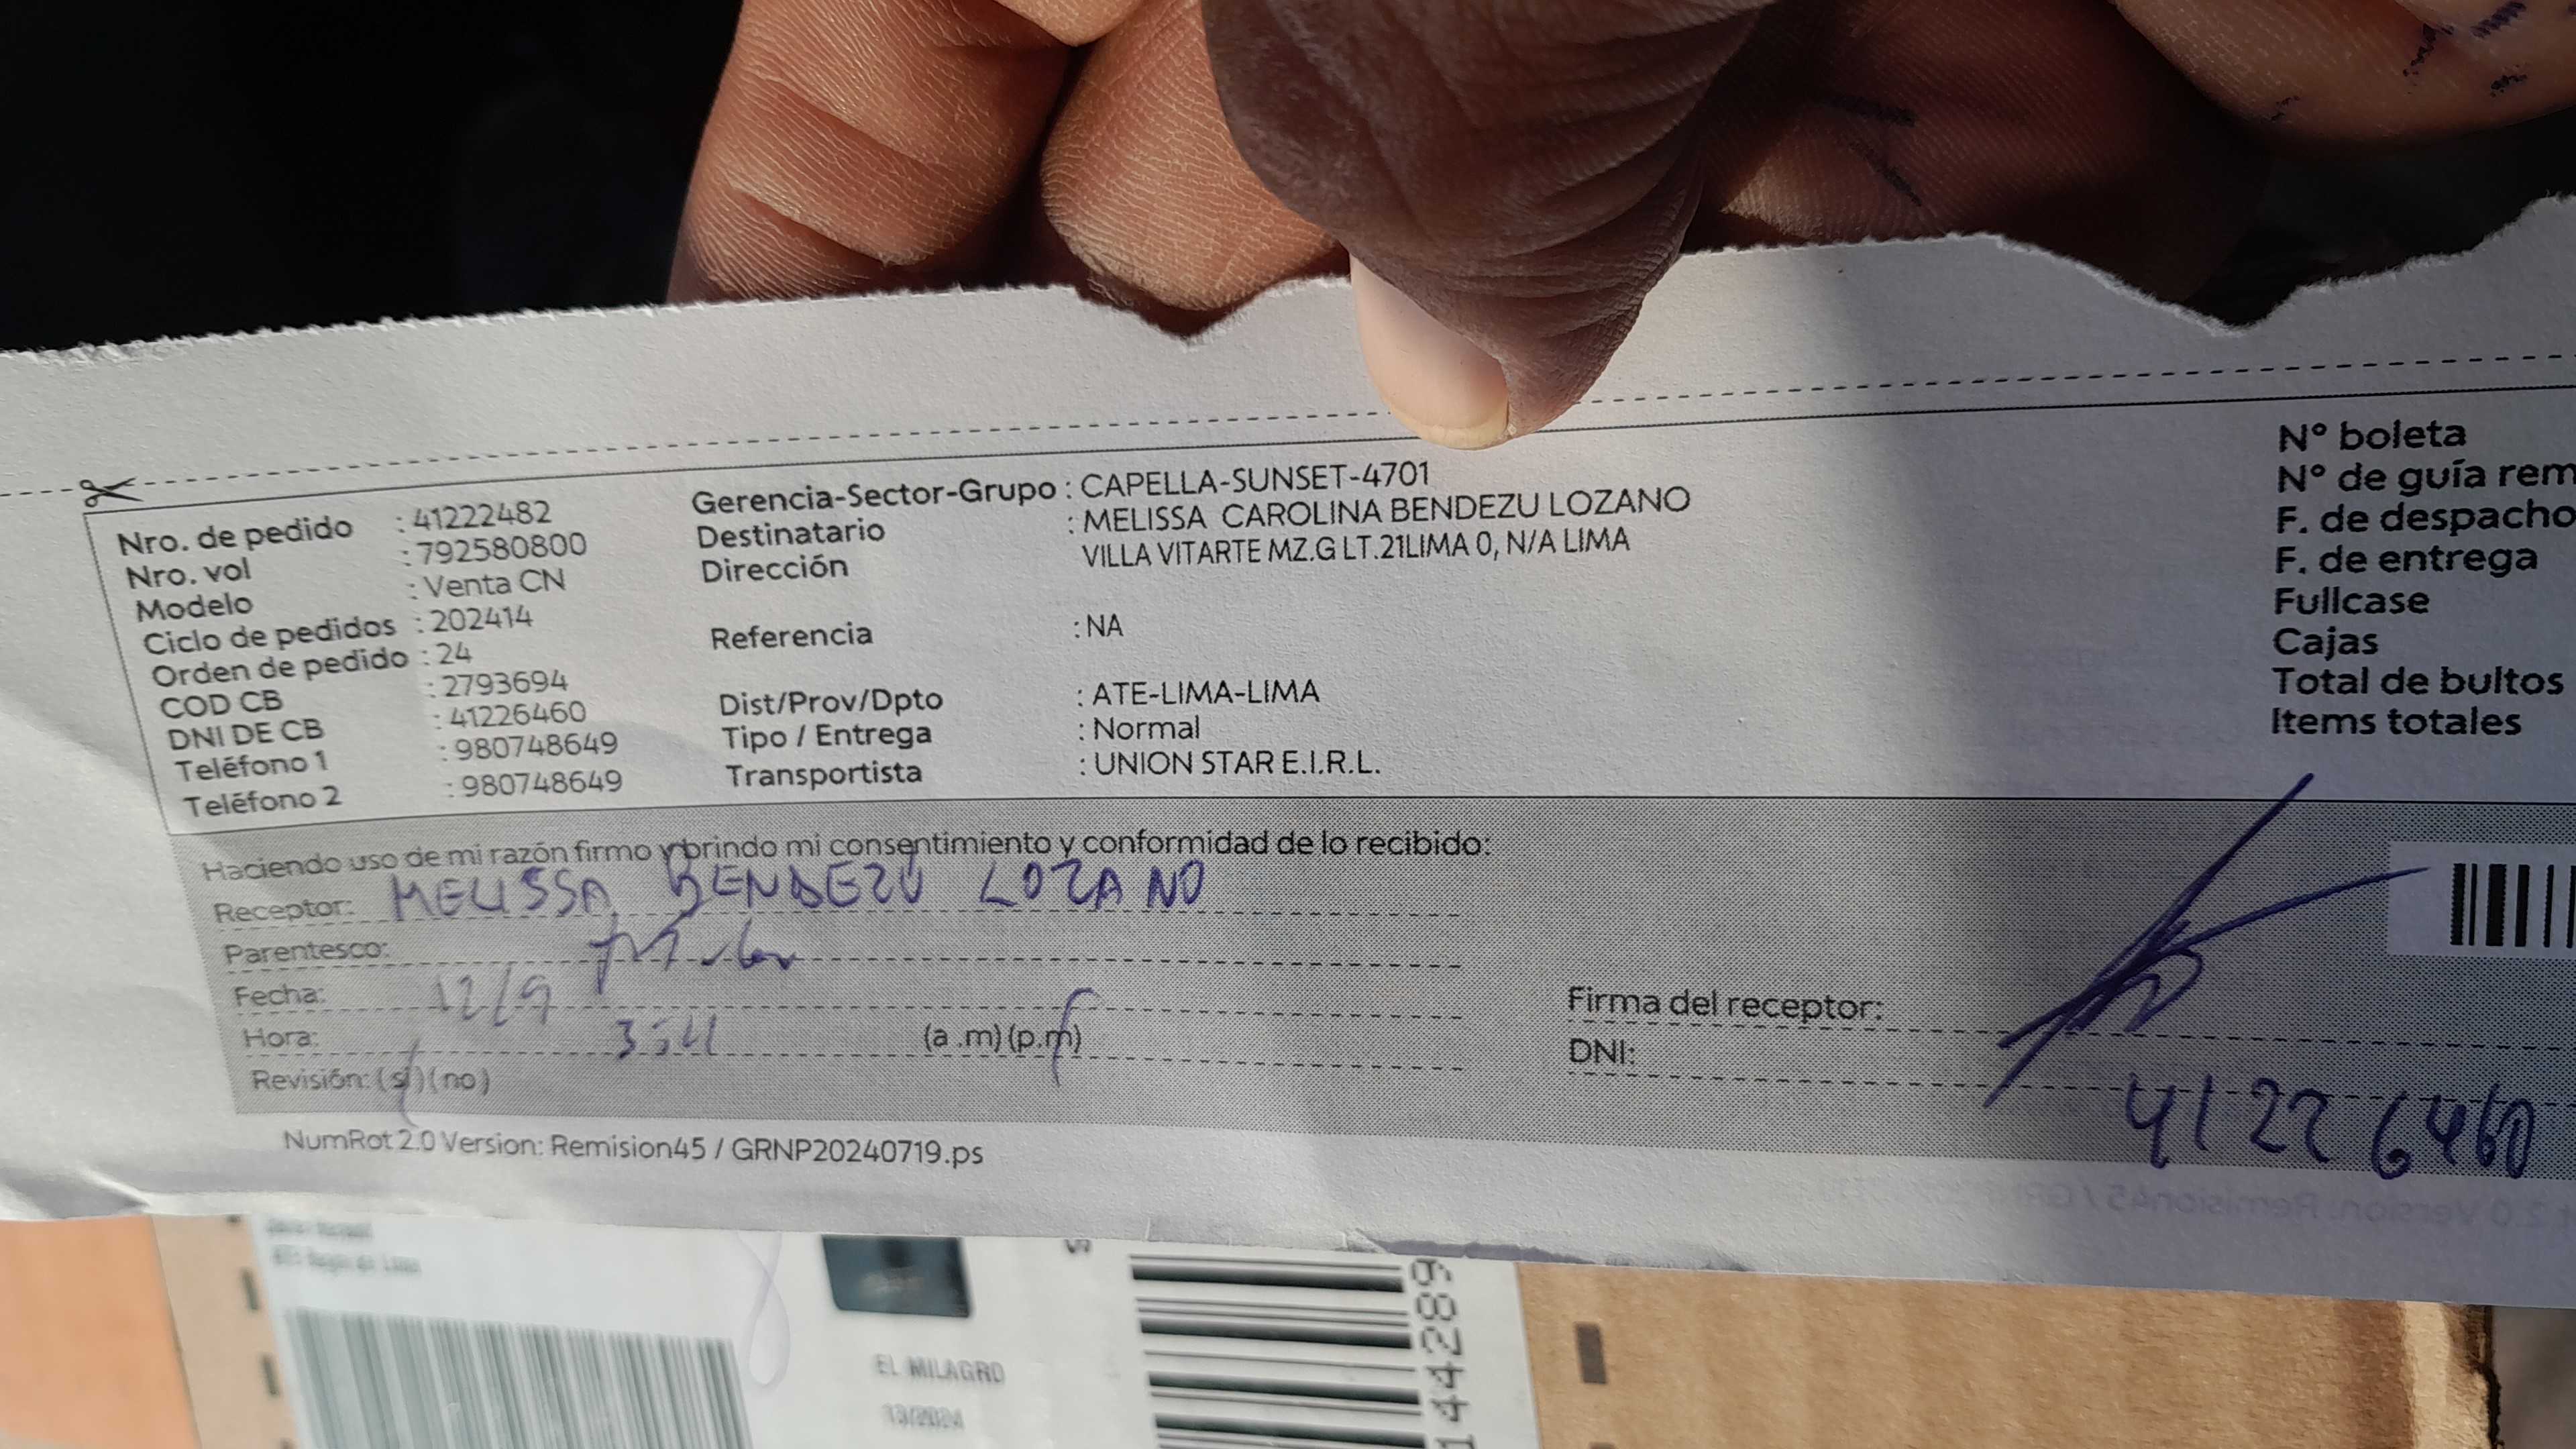 Nro. de pedido : 41222482
Nro. vol : 792580800
Modelo : Venta CN
Ciclo de pedidos : 202414
Orden de pedido : 24
COD CB : 2793694
DNI DE CB : 41226460
Teléfono 1 : 980748649
Teléfono 2 : 980748649
Gerencia-Sector-Grupo : CAPELLA-SUNSET-4701
Destinatario : MELISSA CAROLINA BENDEZU LOZANO
Dirección VILLA VITARTE MZ.G LT.21LIMA 0, N/A LIMA
Referencia : NA
Dist/Prov/Dpto : ATE-LIMA-LIMA
Tipo / Entrega : Normal
Transportista : UNION STAR E.I.R.L.
N° boleta
N° de guía rem
F. de despacho
F. de entrega
Fullcase
Cajas
Total de bultos
Items totales
Haciendo uso de mi razón firmo y brindo mi consentimiento y conformidad de lo recibido:
Receptor: MELISSA BENDEZU LOZANO
Parentesco:
Fecha: 12/9
Hora: (a .m) (p.m)
Revisión: (si) (no)
Firma del receptor:
DNI: 41226460
NumRot 2.0 Version: Remision45 / GRNP20240719.ps
EL MILAGRO
13/2024
144289